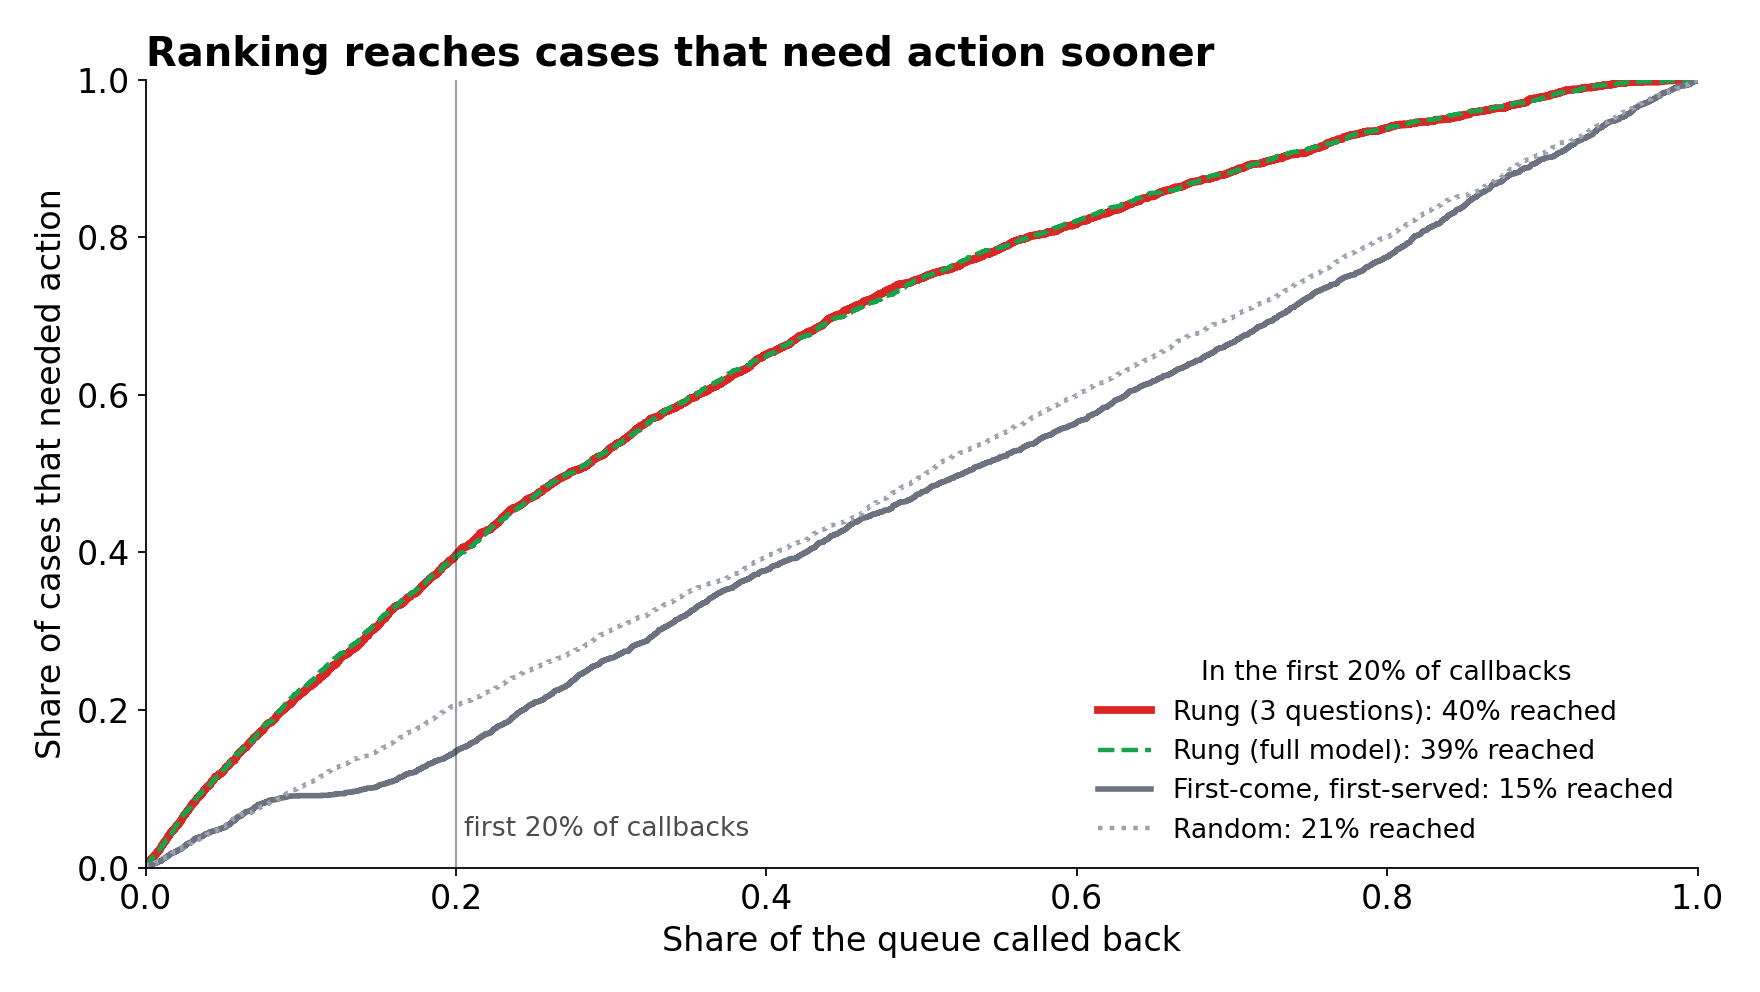 Ranking reaches cases that need action sooner
1.0
0.8
0.6
0.4
0.2
0.0
Share of cases that needed action
first 20% of callbacks
In the first 20% of callbacks
Rung (3 questions): 40% reached
Rung (full model): 39% reached
First-come, first-served: 15% reached
Random: 21% reached
0.0 0.2 0.4 0.6 0.8 1.0
Share of the queue called back